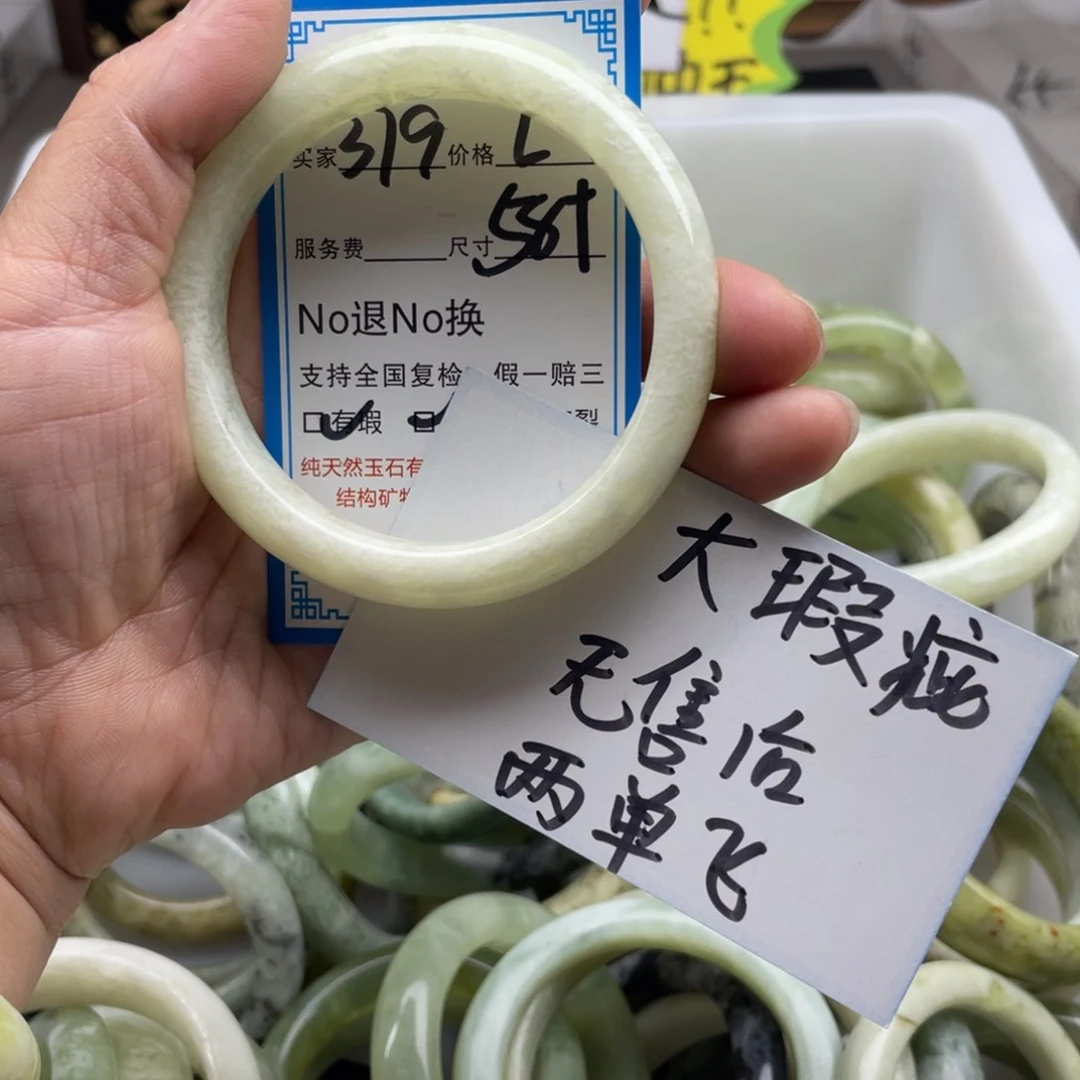 买家 319 价格 L
服务费 尺寸 56+
No退No换
支持全国复检 假一赔三
□有瑕 □ 裂
纯天然玉石有
结构矿物
大瑕疵
无售后
两单飞